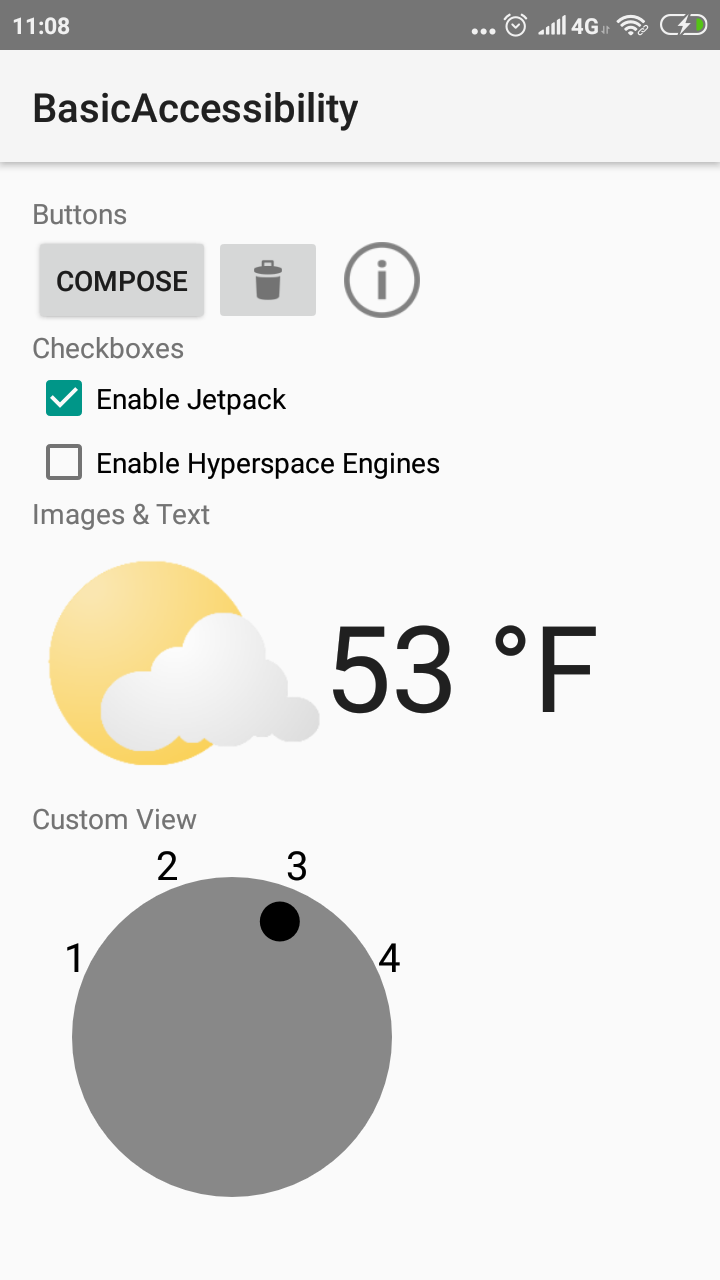 11:08 ... 4G
BasicAccessibility
Buttons
COMPOSE i
Checkboxes
Enable Jetpack
Enable Hyperspace Engines
Images & Text
53 °F
Custom View
2 3
1 4